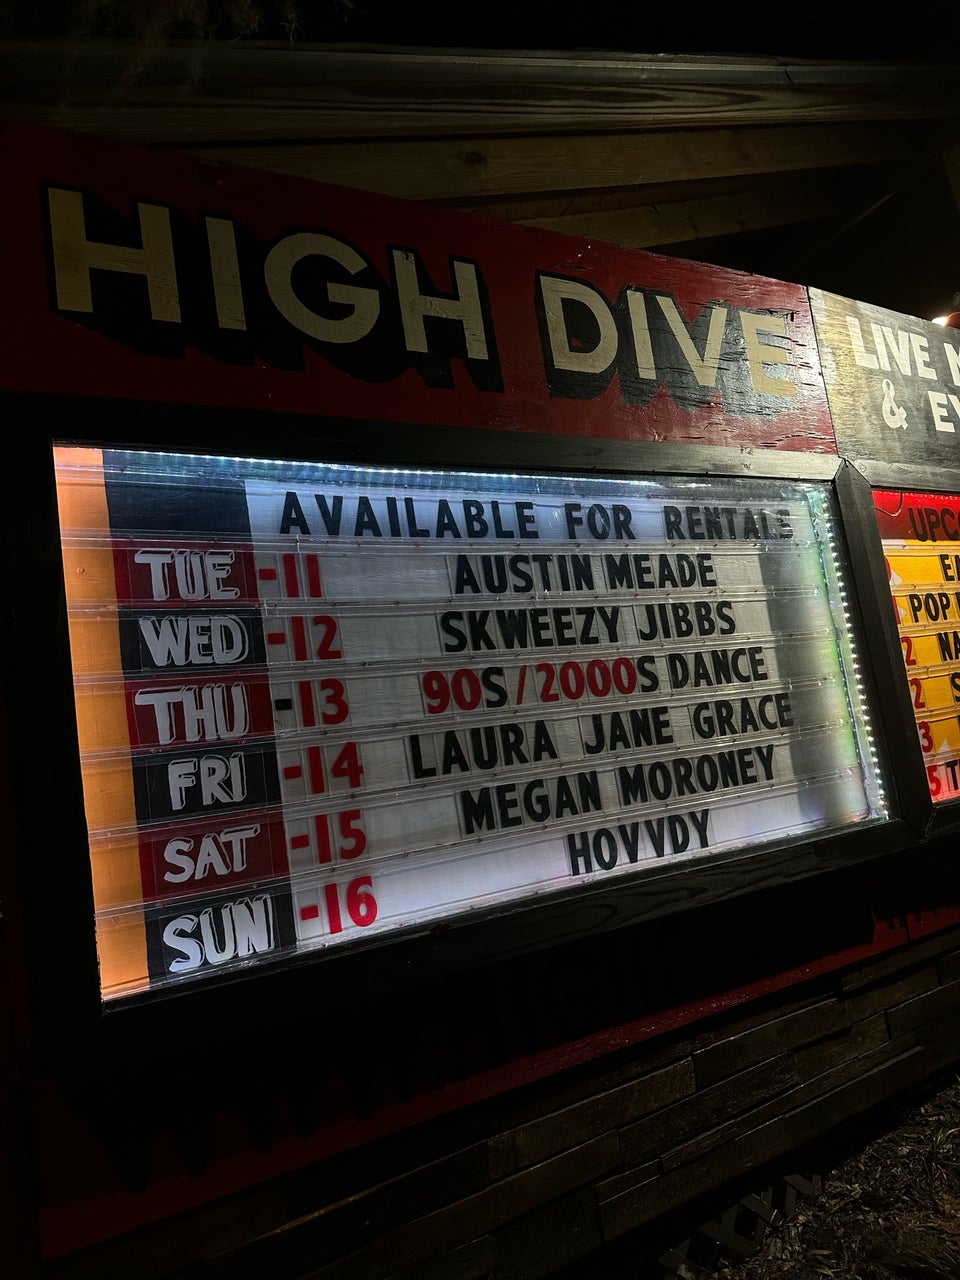 HIGH DIVE
LIVE
& 
AVAILABLE FOR RENTALS
TUE -11 AUSTIN MEADE
WED -12 SKWEEZY JIBBS
THU -13 90S/2000S DANCE
FRI -14 LAURA JANE GRACE
SAT -15 MEGAN MORONEY
SUN -16 HOVVDY
POP